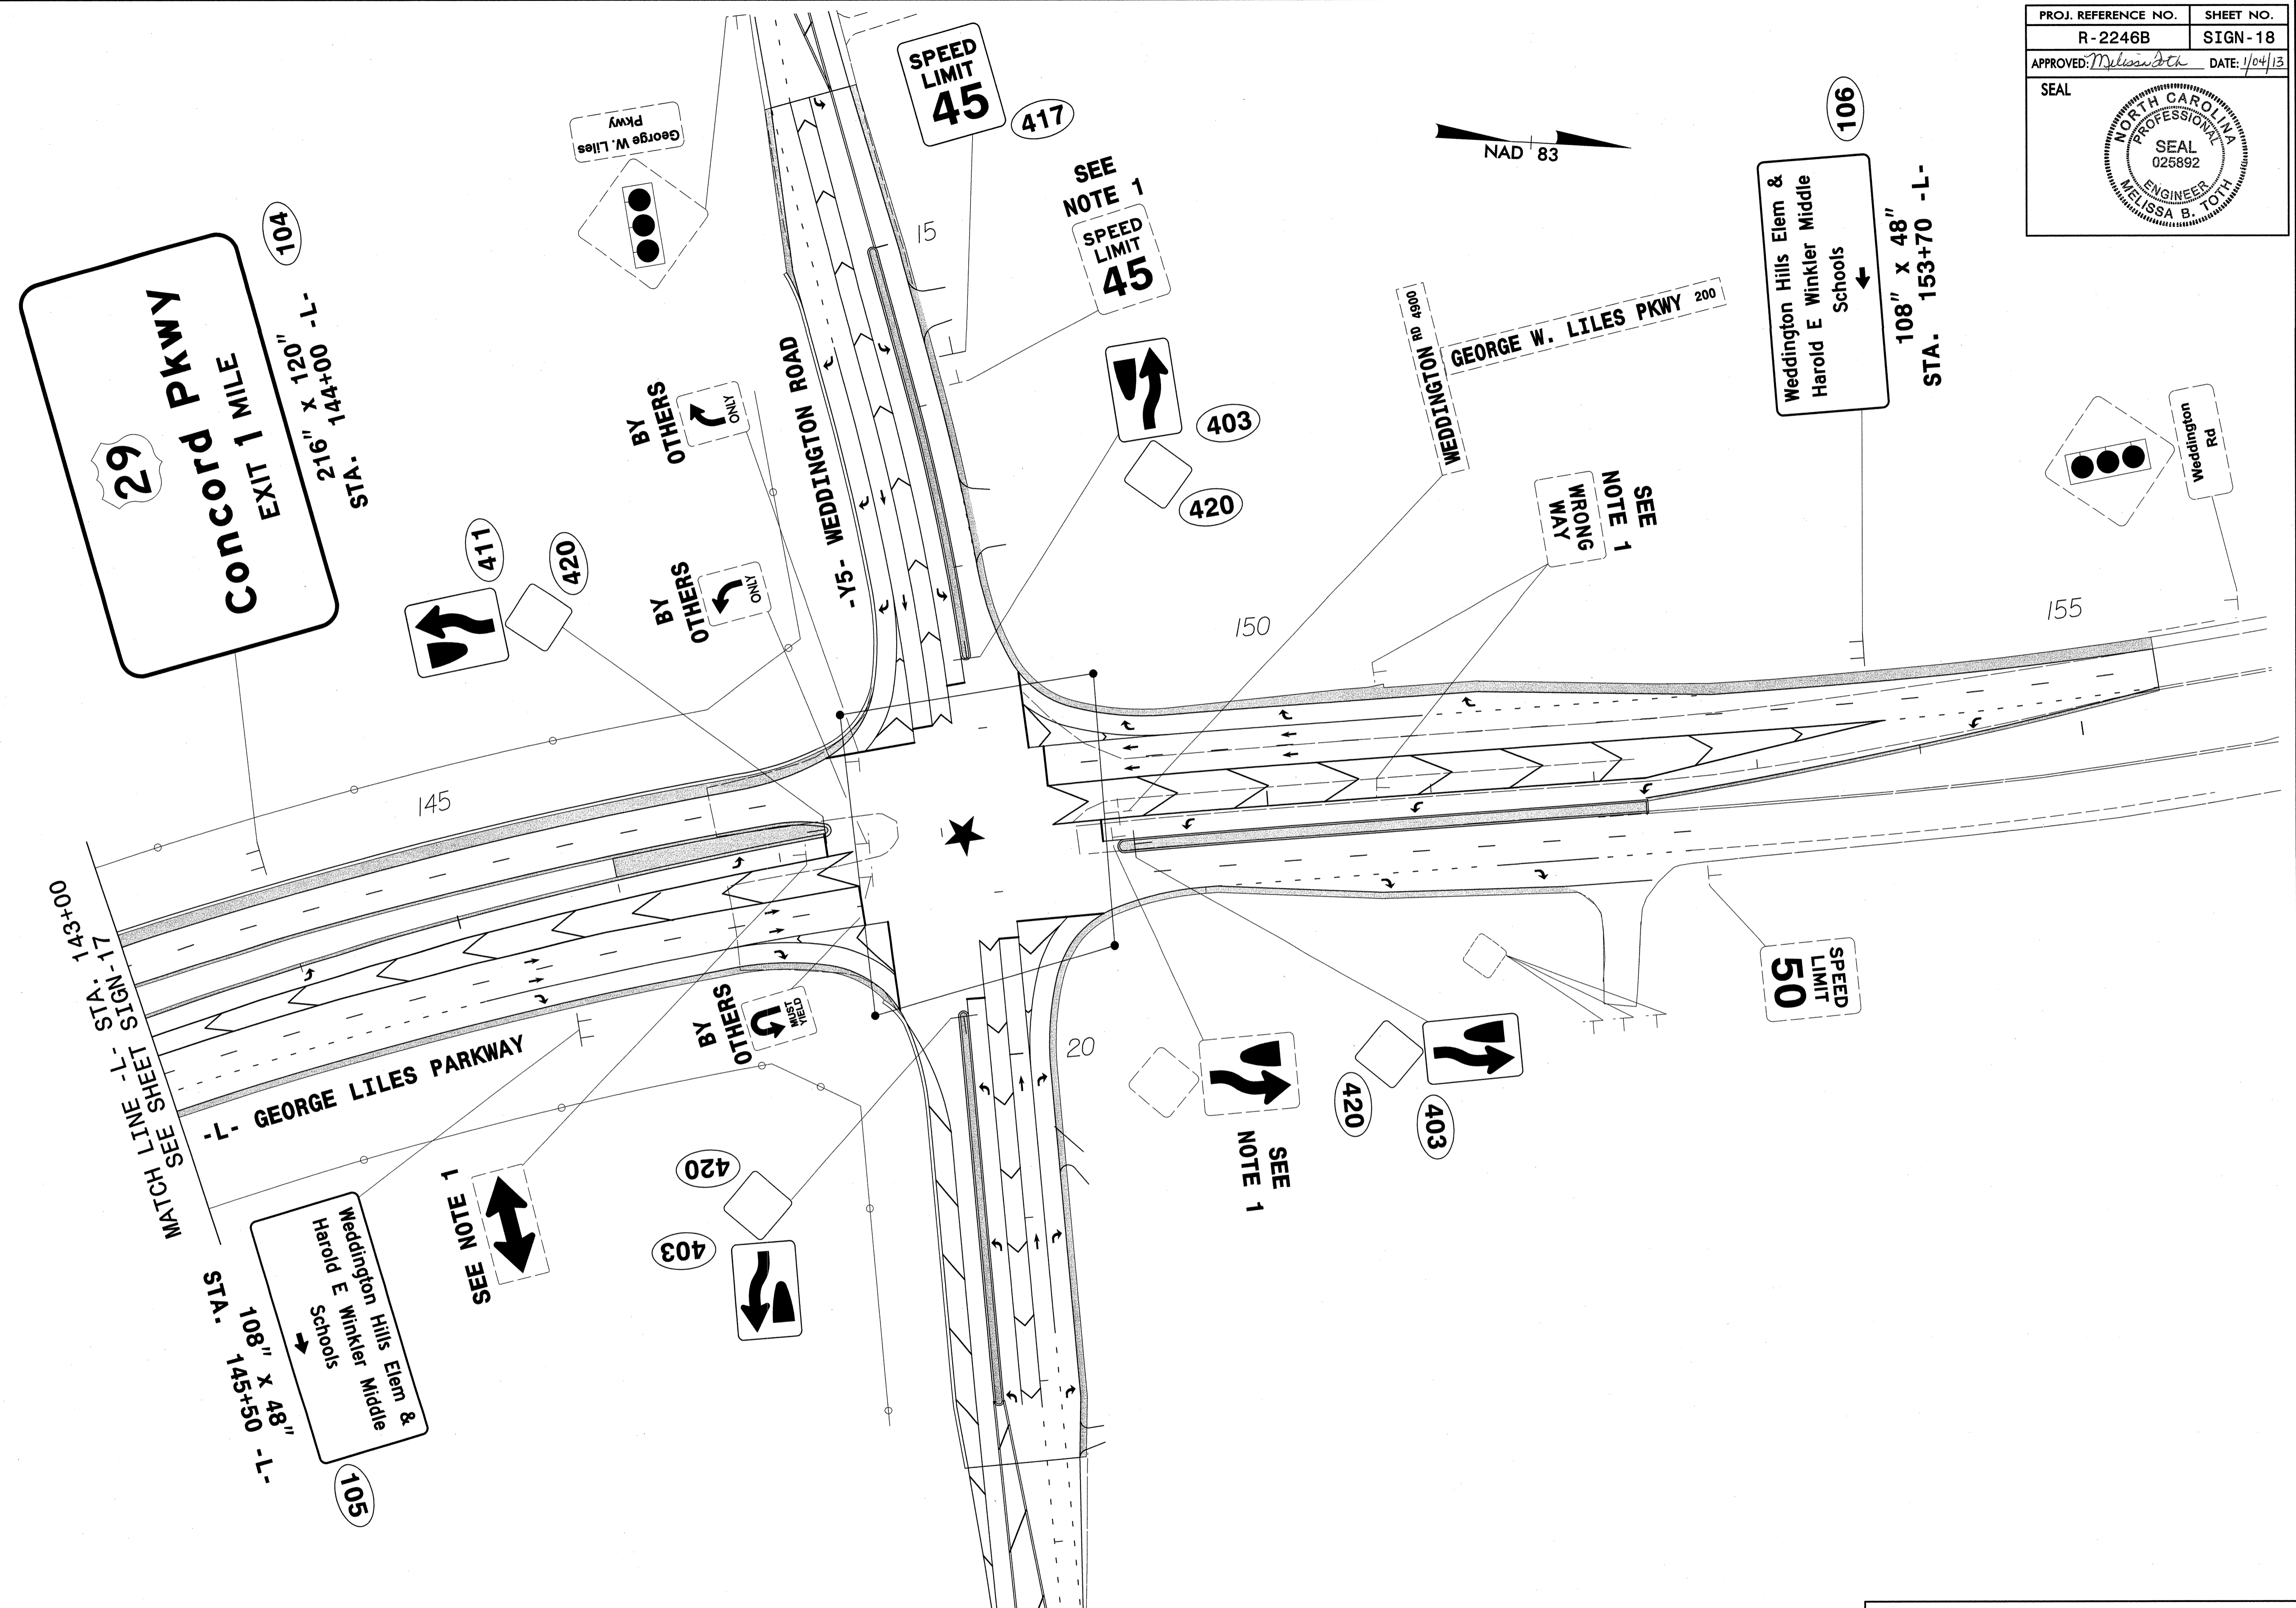 PROJ. REFERENCE NO.
SHEET NO.
R-2246B
SIGN-18
APPROVED: Melissa Toth DATE: 1/04/13
SEAL
NORTH CAROLINA
PROFESSIONAL
SEAL
025892
ENGINEER
MELISSA B. TOTH
29
Concord Pkwy
EXIT 1 MILE
104
216" X 120"
STA. 144+00 -L-
George W. Liles
Pkwy
SPEED
LIMIT
45
417
SEE
NOTE 1
SPEED
LIMIT
45
15
NAD 83
106
Weddington Hills Elem &
Harold E Winkler Middle
Schools
108" X 48"
STA. 153+70 -L-
WEDDINGTON RD 4900
GEORGE W. LILES PKWY 200
403
420
BY
OTHERS
ONLY
-Y5- WEDDINGTON ROAD
411
420
BY
OTHERS
ONLY
WRONG
WAY
SEE
NOTE 1
Weddington
Rd
150
155
145
MATCH LINE -L- STA. 143+00
SEE SHEET SIGN-17
-L- GEORGE LILES PARKWAY
BY
OTHERS
MUST
YIELD
20
SPEED
LIMIT
50
SEE
NOTE 1
420
403
SEE NOTE 1
420
403
Weddington Hills Elem &
Harold E Winkler Middle
Schools
108" X 48"
STA. 145+50 -L-
105